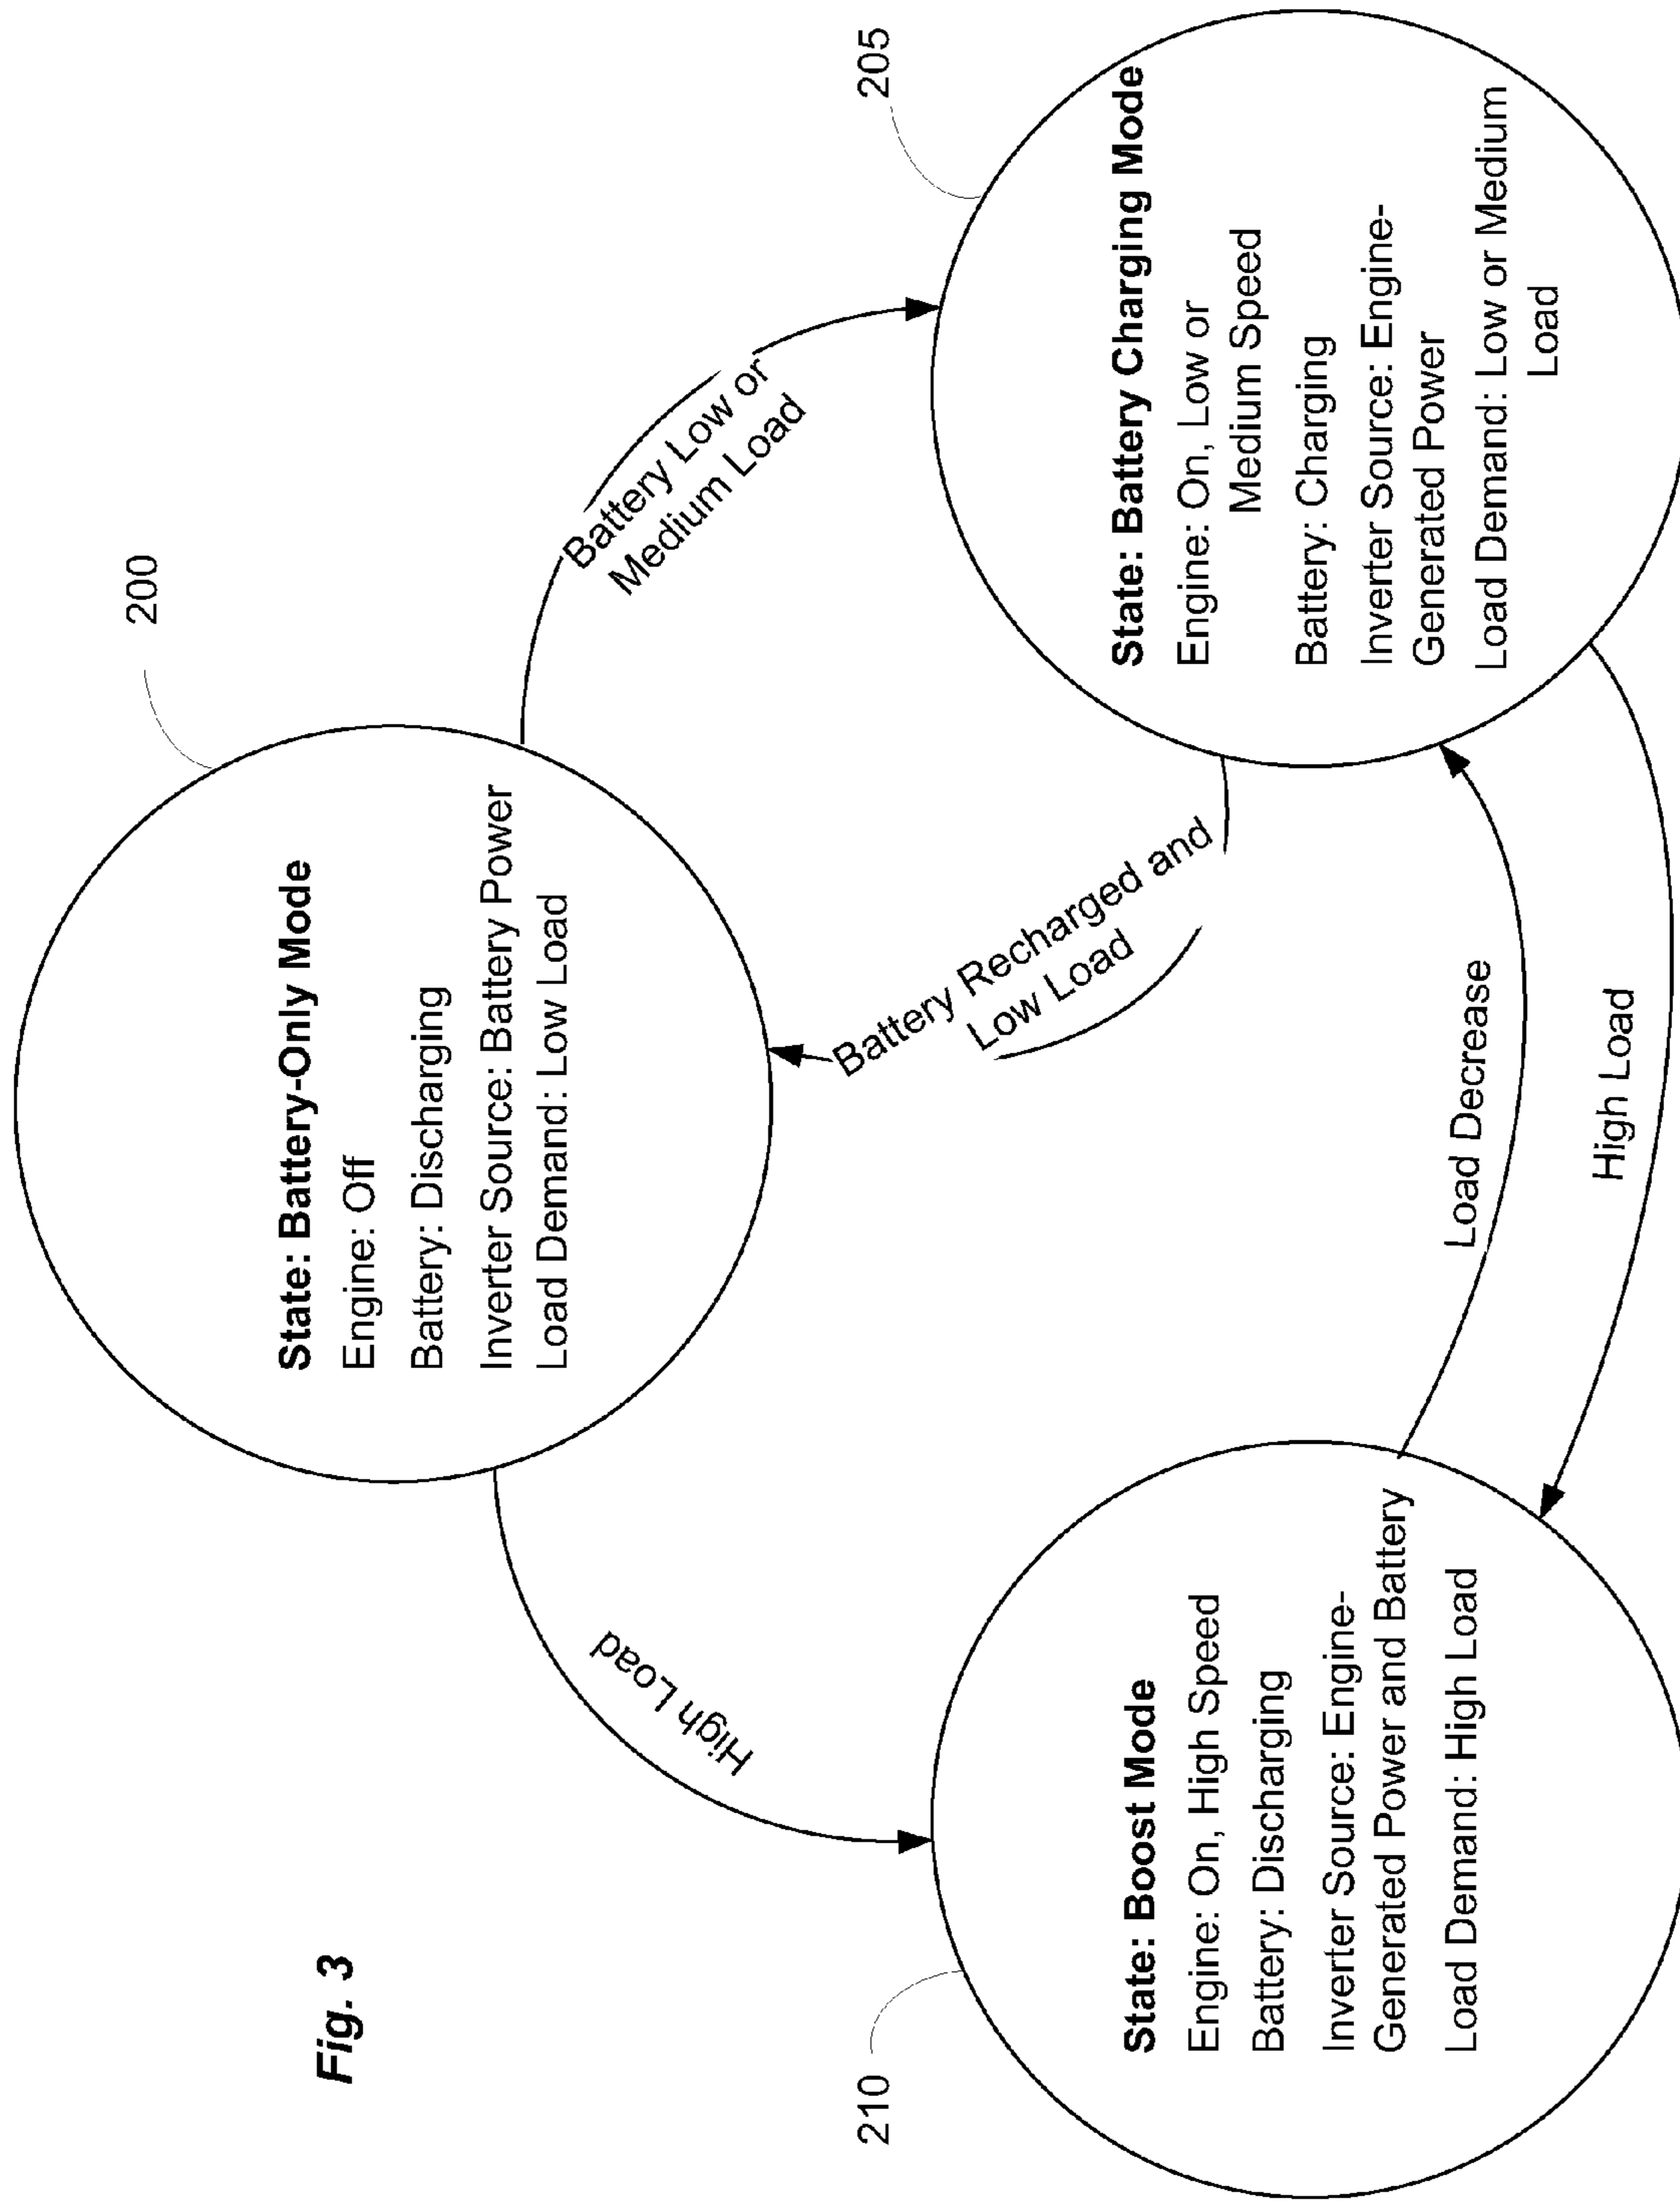 Fig. 3
200
State: Battery-Only Mode
Engine: Off
Battery: Discharging
Inverter Source: Battery Power
Load Demand: Low Load
High Load
Battery Low or
Medium Load
Battery Recharged and
Low Load
210
State: Boost Mode
Engine: On, High Speed
Battery: Discharging
Inverter Source: Engine-
Generated Power and Battery
Load Demand: High Load
205
State: Battery Charging Mode
Engine: On, Low or
Medium Speed
Battery: Charging
Inverter Source: Engine-
Generated Power
Load Demand: Low or Medium
Load
Load Decrease
High Load